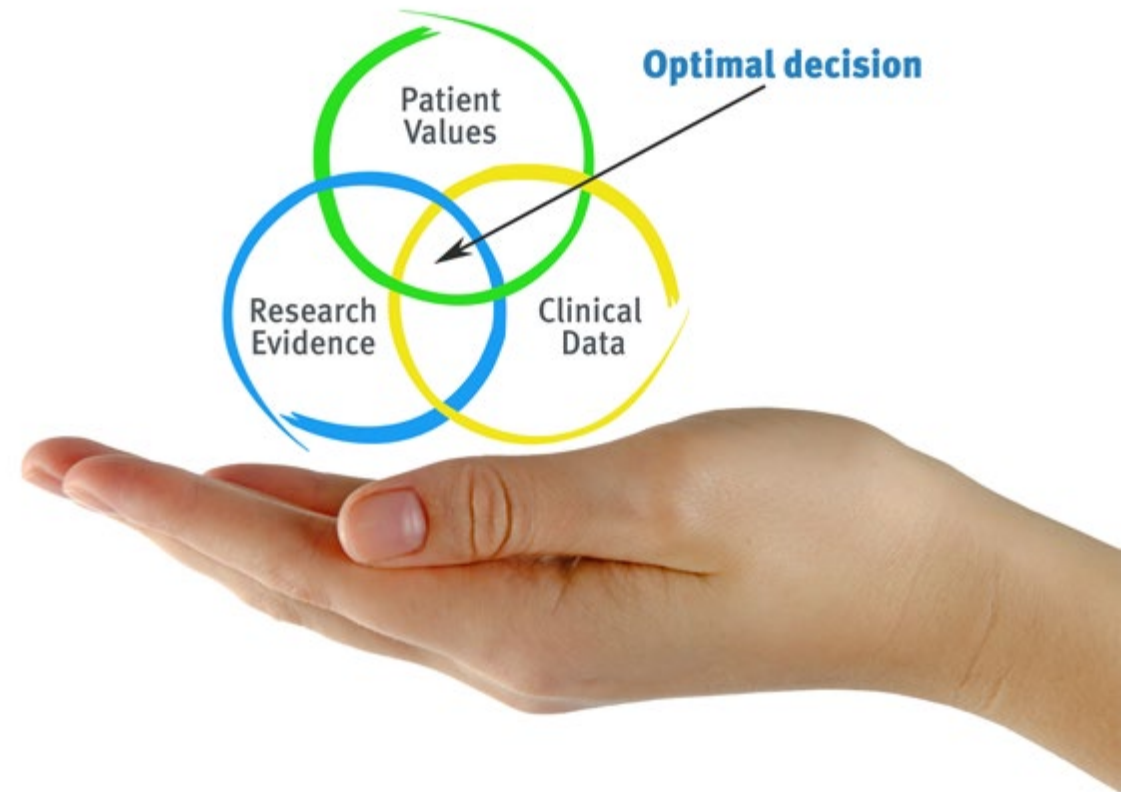 Optimal decision
Patient
Values
Research
Evidence
Clinical
Data